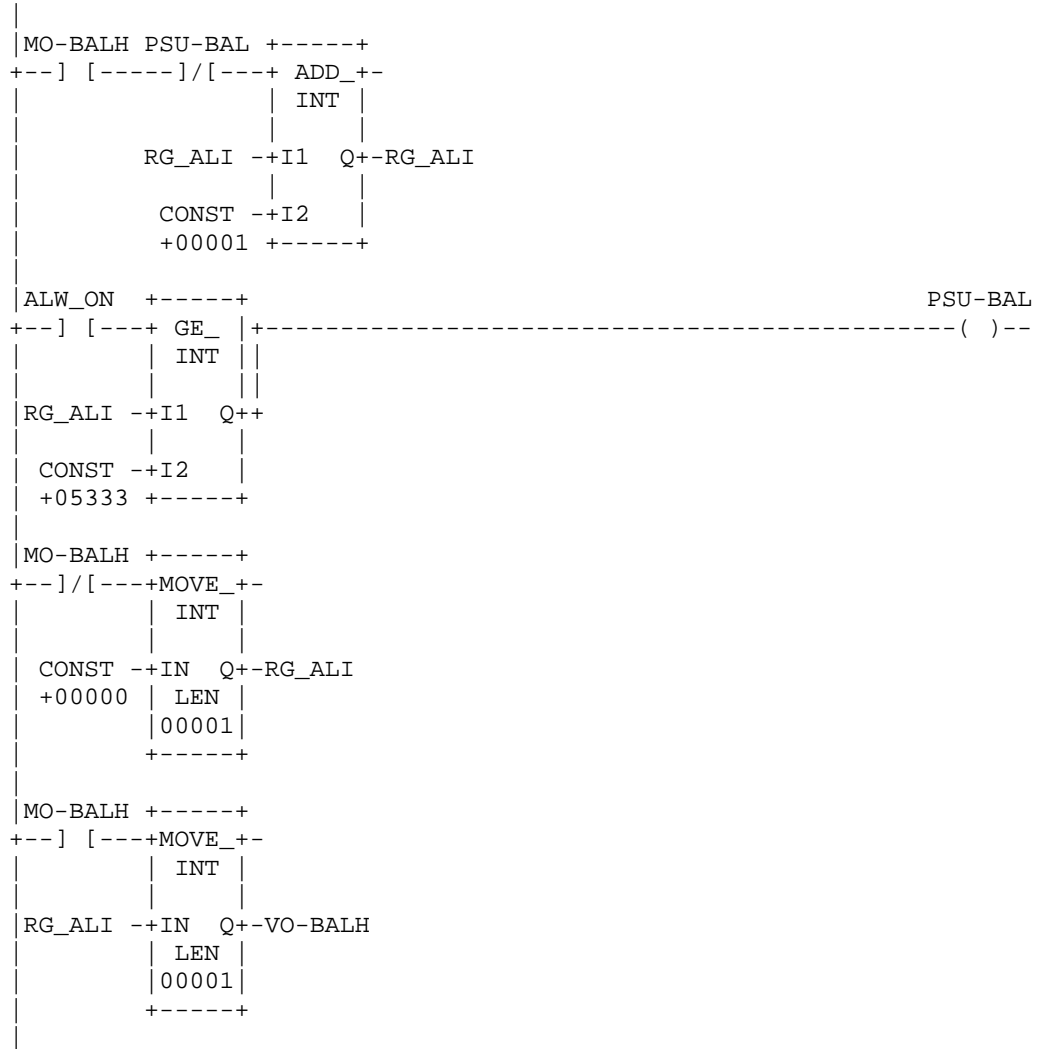 |
|MO-BALH PSU-BAL +-----+
+--] [-----]/[---+ ADD_+-
|                | INT |
|                |     |
|        RG_ALI -+I1  Q+-RG_ALI
|                |     |
|         CONST -+I2   |
|         +00001 +-----+
|
|ALW_ON  +-----+                                             PSU-BAL
+--] [---+ GE_ |+----------------------------------------------( )--
|        | INT ||
|        |     ||
|RG_ALI -+I1  Q++
|        |     |
| CONST -+I2   |
| +05333 +-----+
|
|MO-BALH +-----+
+--]/[---+MOVE_+-
|        | INT |
|        |     |
| CONST -+IN  Q+-RG_ALI
| +00000 | LEN |
|        |00001|
|        +-----+
|
|MO-BALH +-----+
+--] [---+MOVE_+-
|        | INT |
|        |     |
|RG_ALI -+IN  Q+-VO-BALH
|        | LEN |
|        |00001|
|        +-----+
|